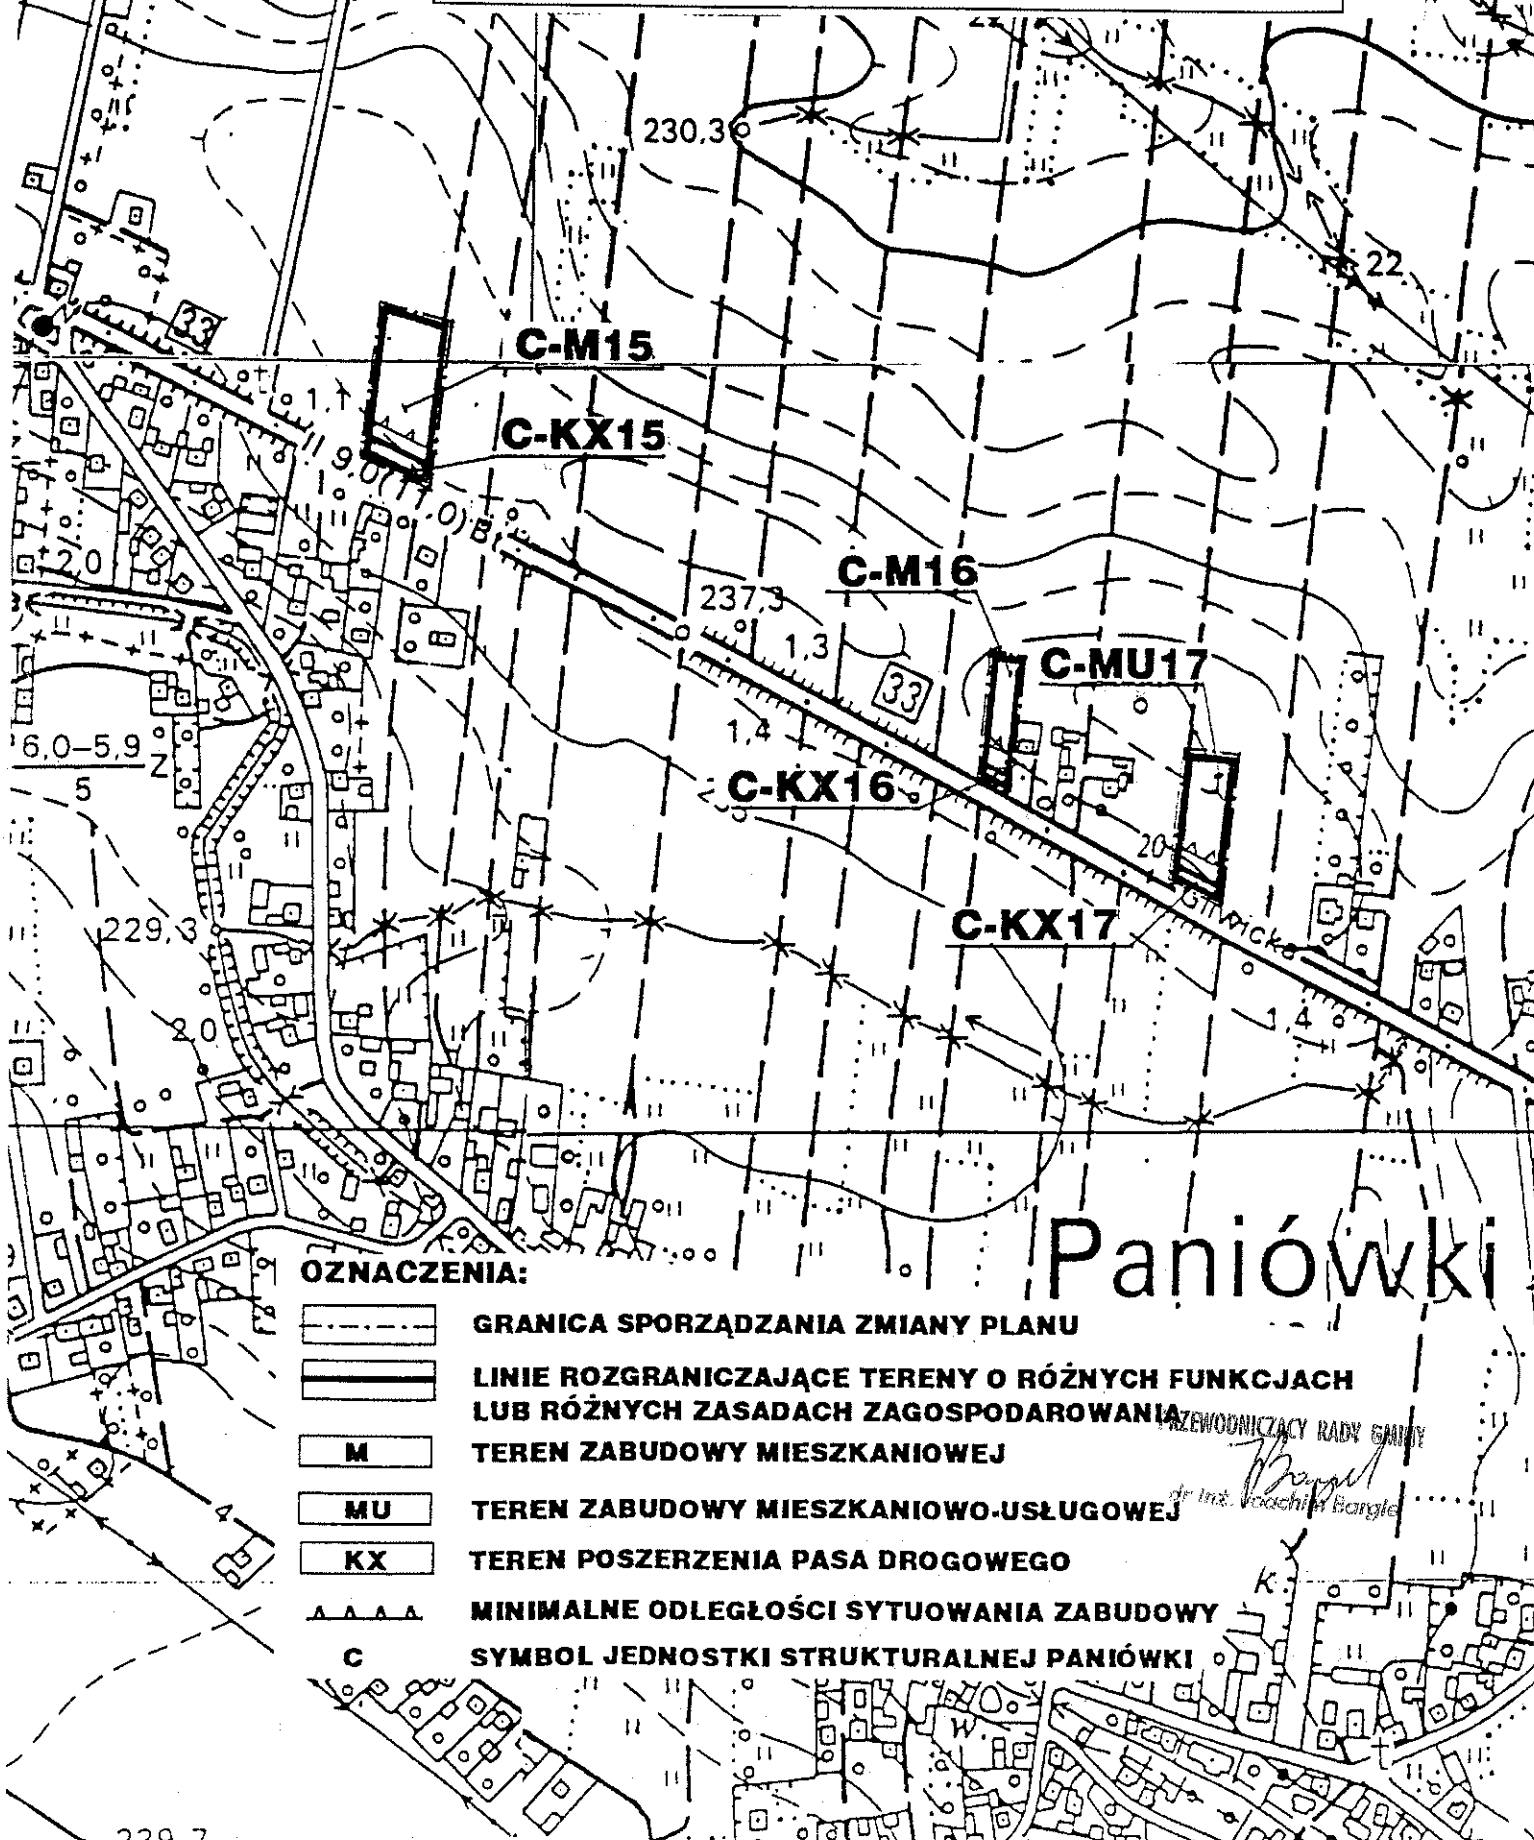 230,3
22
33
C-M15
1,1
C-KX15
9,0(11,0) B
2,0
C-M16
237,3
1,3
33
C-MU17
1,4
6,0-5,9
5
Z
C-KX16
20
229,3
C-KX17
2,0
1,4
Paniówki
OZNACZENIA:
GRANICA SPORZĄDZANIA ZMIANY PLANU
LINIE ROZGRANICZAJĄCE TERENY O RÓŻNYCH FUNKCJACH
LUB RÓŻNYCH ZASADACH ZAGOSPODAROWANIA
PRZEWODNICZĄCY RADY GMINY
M TEREN ZABUDOWY MIESZKANIOWEJ
dr inż. Joachim Bargiel
MU TEREN ZABUDOWY MIESZKANIOWO-USŁUGOWEJ
4
KX TEREN POSZERZENIA PASA DROGOWEGO
K
MINIMALNE ODLEGŁOŚCI SYTUOWANIA ZABUDOWY
C SYMBOL JEDNOSTKI STRUKTURALNEJ PANIÓWKI
W